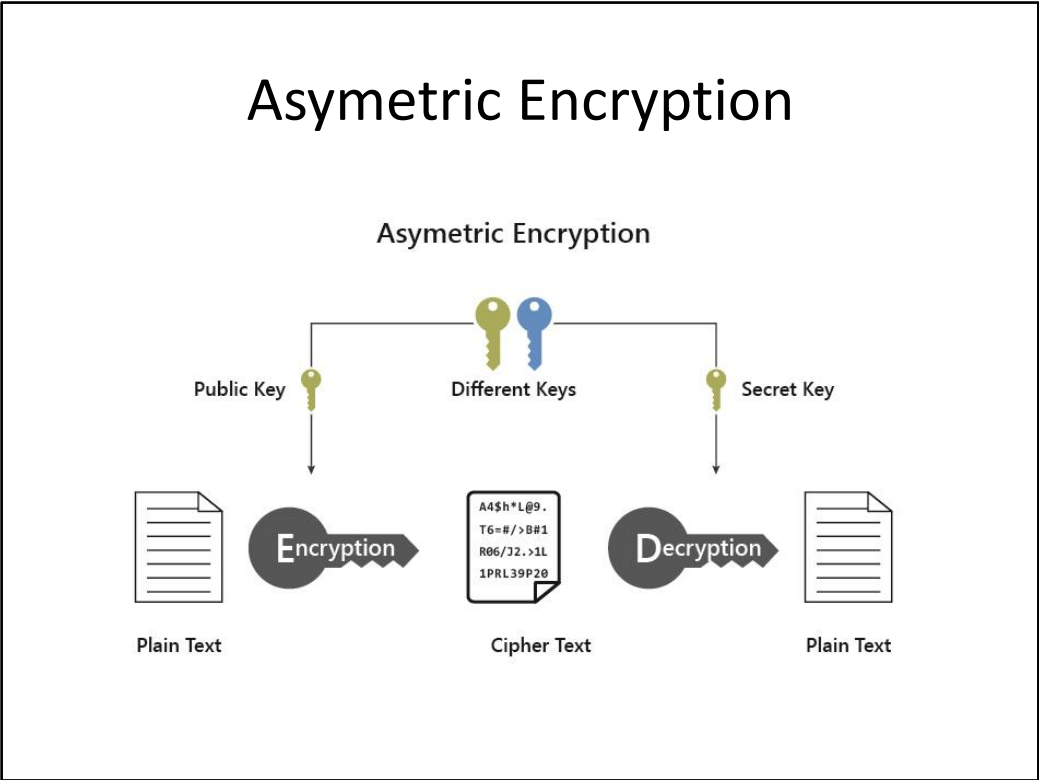 Asymetric Encryption
Asymetric Encryption
Public Key
Different Keys
Secret Key
Encryption
A4$h*L@9.
T6=#/>B#1
R06/J2.>1L
1PRL39P20
Decryption
Plain Text
Cipher Text
Plain Text